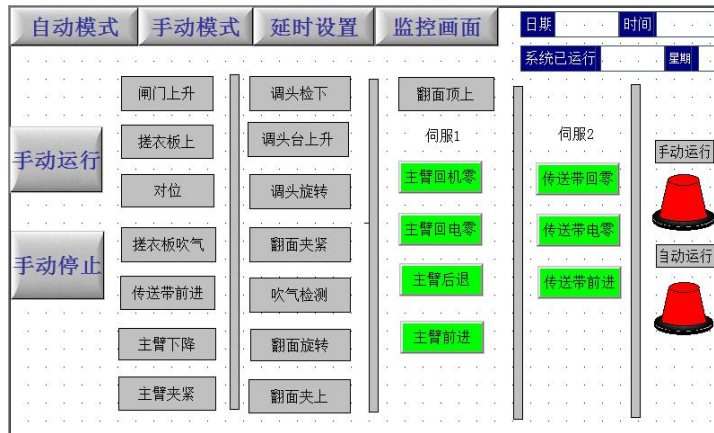 自动模式 手动模式 延时设置 监控画面 日期 时间
系统已运行 星期
手动运行
手动停止
闸门上升
搓衣板上
对位
搓衣板吹气
传送带前进
主臂下降
主臂夹紧
调头检下
调头台上升
调头旋转
翻面夹紧
吹气检测
翻面旋转
翻面夹上
翻面顶上
伺服1
主臂回机零
主臂回电零
主臂后退
主臂前进
伺服2
传送带回零
传送带电零
传送带前进
手动运行
自动运行